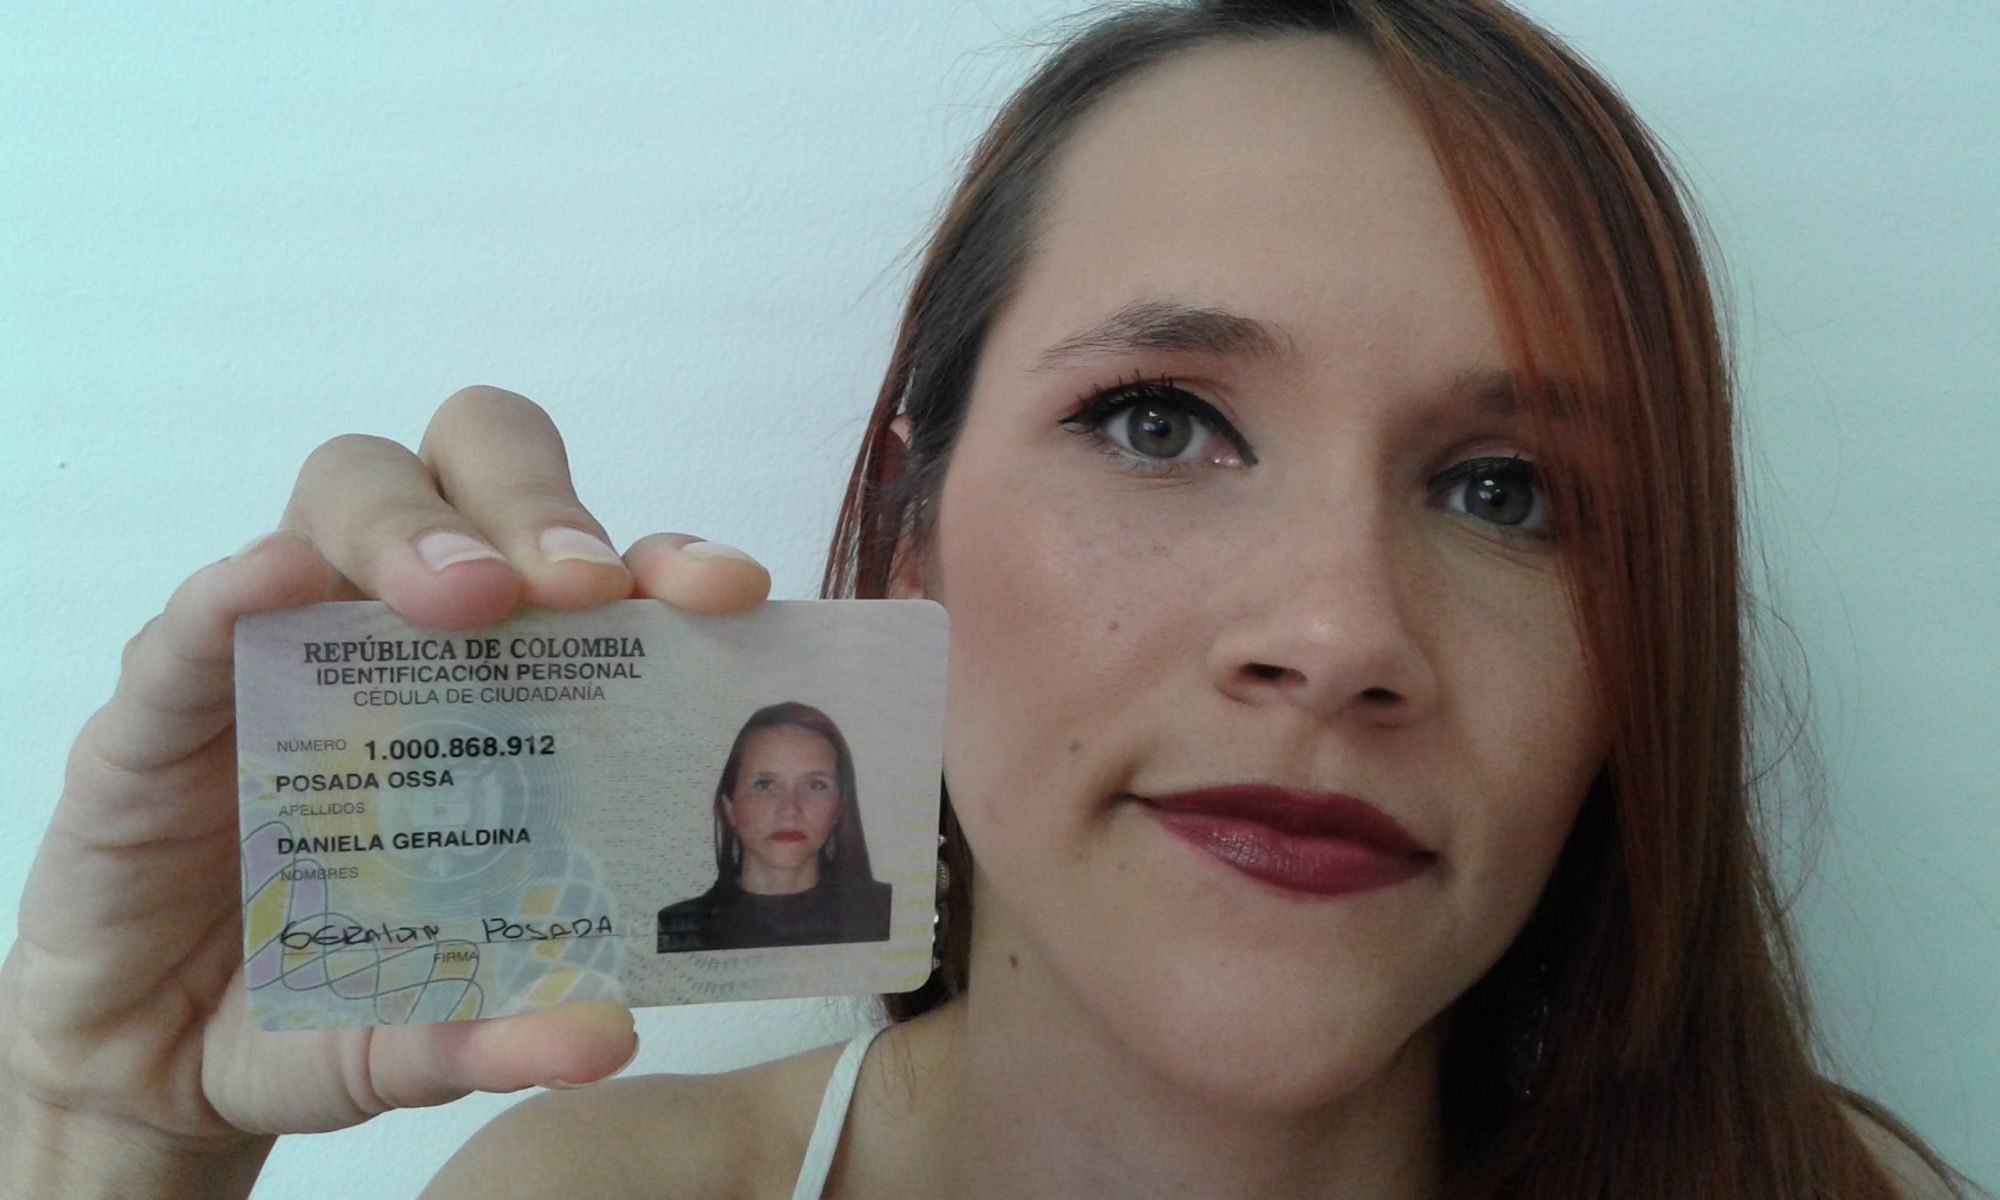 REPÚBLICA DE COLOMBIA
IDENTIFICACIÓN PERSONAL
CÉDULA DE CIUDADANÍA
NÚMERO 1.000.868.912
POSADA OSSA
APELLIDOS
DANIELA GERALDINA
NOMBRES
GERALDIN POSADA
FIRMA